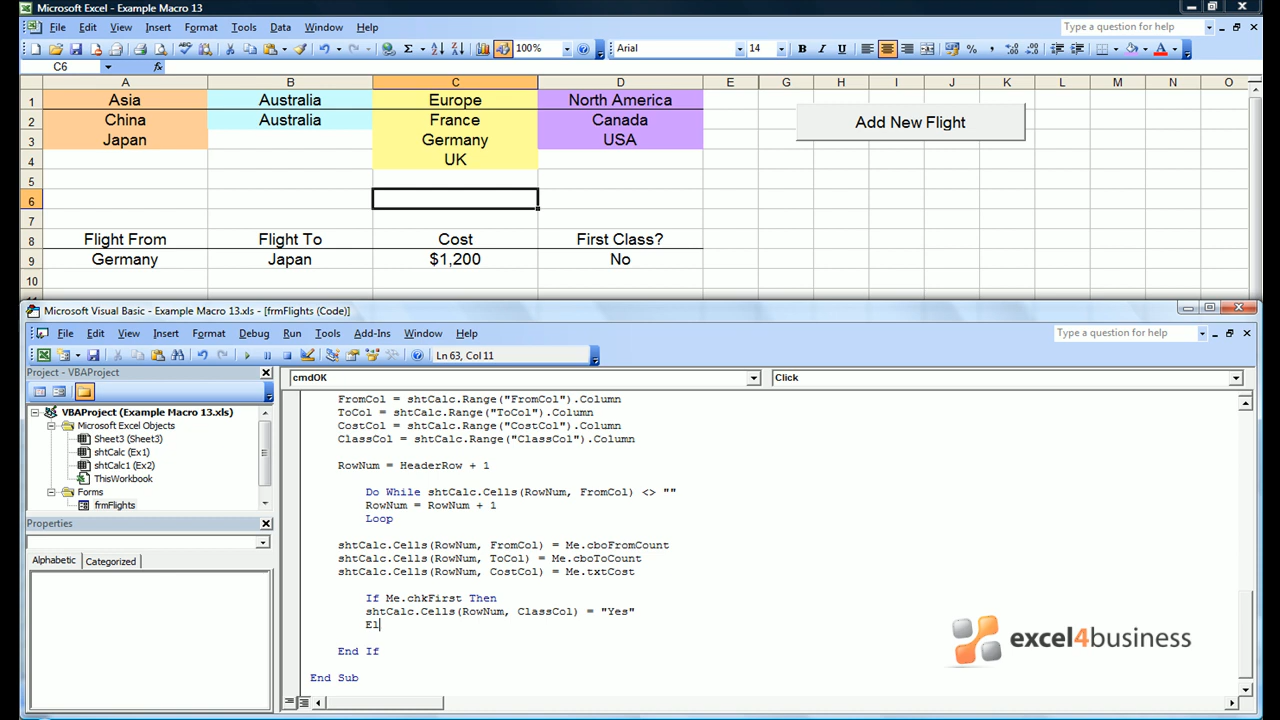 Microsoft Excel - Example Macro 13
File Edit View Insert Format Tools Data Window Help
Type a question for help
100% Arial 14
C6 fx
A B C D E F G H I J K L M N O
1 Asia Australia Europe North America
2 China Australia France Canada
3 Japan Germany USA
4 UK
5
6
7
8 Flight From Flight To Cost First Class?
9 Germany Japan $1,200 No
10
Add New Flight
Microsoft Visual Basic - Example Macro 13.xls - [frmFlights (Code)]
File Edit View Insert Format Debug Run Tools Add-Ins Window Help
Type a question for help
Ln 63, Col 11
Project - VBAProject
VBAProject (Example Macro 13.xls)
Microsoft Excel Objects
Sheet3 (Sheet3)
shtCalc (Ex1)
shtCalc1 (Ex2)
ThisWorkbook
Forms
frmFlights
Properties
Alphabetic Categorized
cmdOK Click
FromCol = shtCalc.Range("FromCol").Column
ToCol = shtCalc.Range("ToCol").Column
CostCol = shtCalc.Range("CostCol").Column
ClassCol = shtCalc.Range("ClassCol").Column
RowNum = HeaderRow + 1
Do While shtCalc.Cells(RowNum, FromCol) <> ""
RowNum = RowNum + 1
Loop
shtCalc.Cells(RowNum, FromCol) = Me.cboFromCount
shtCalc.Cells(RowNum, ToCol) = Me.cboToCount
shtCalc.Cells(RowNum, CostCol) = Me.txtCost
If Me.chkFirst Then
shtCalc.Cells(RowNum, ClassCol) = "Yes"
El
End If
End Sub
excel4business